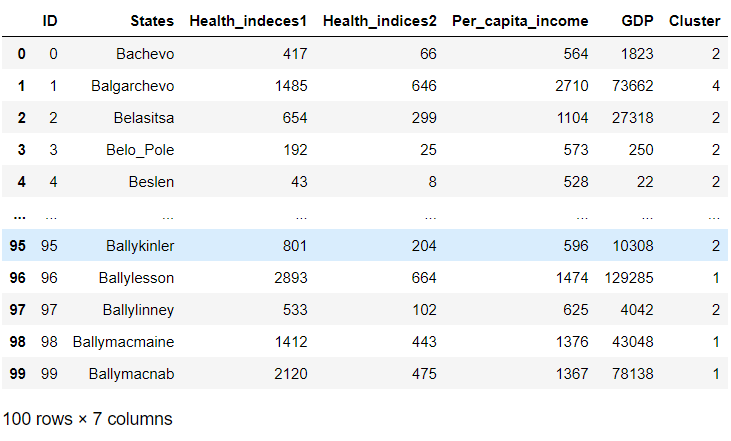 ID States Health_indeces1 Health_indices2 Per_capita_income GDP Cluster
0 0 Bachevo 417 66 564 1823 2
1 1 Balgarchevo 1485 646 2710 73662 4
2 2 Belasitsa 654 299 1104 27318 2
3 3 Belo_Pole 192 25 573 250 2
4 4 Beslen 43 8 528 22 2
... ... ... ... ... ... ... ...
95 95 Ballykinler 801 204 596 10308 2
96 96 Ballylesson 2893 664 1474 129285 1
97 97 Ballylinney 533 102 625 4042 2
98 98 Ballymacmaine 1412 443 1376 43048 1
99 99 Ballymacnab 2120 475 1367 78138 1
100 rows × 7 columns